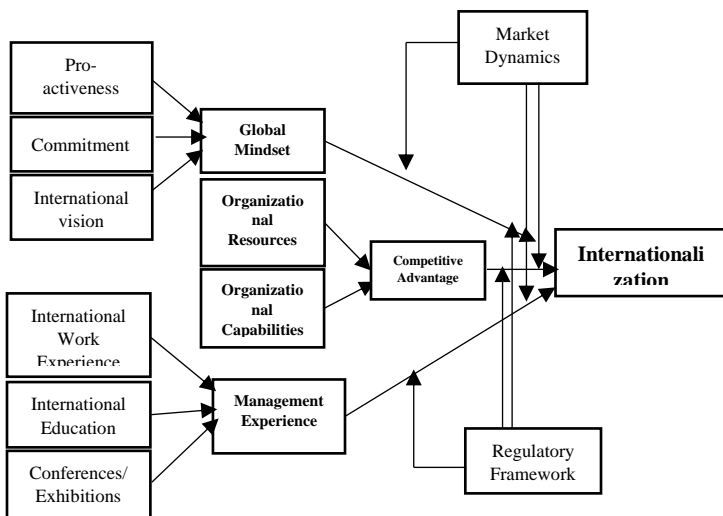 Market
Dynamics
Pro-
activeness
Global
Mindset
Commitment
International
vision
Organizatio
nal
Resources
Competitive
Advantage
Internationali
zation
Organizatio
nal
Capabilities
International
Work
Experience
International
Education
Management
Experience
Conferences/
Exhibitions
Regulatory
Framework